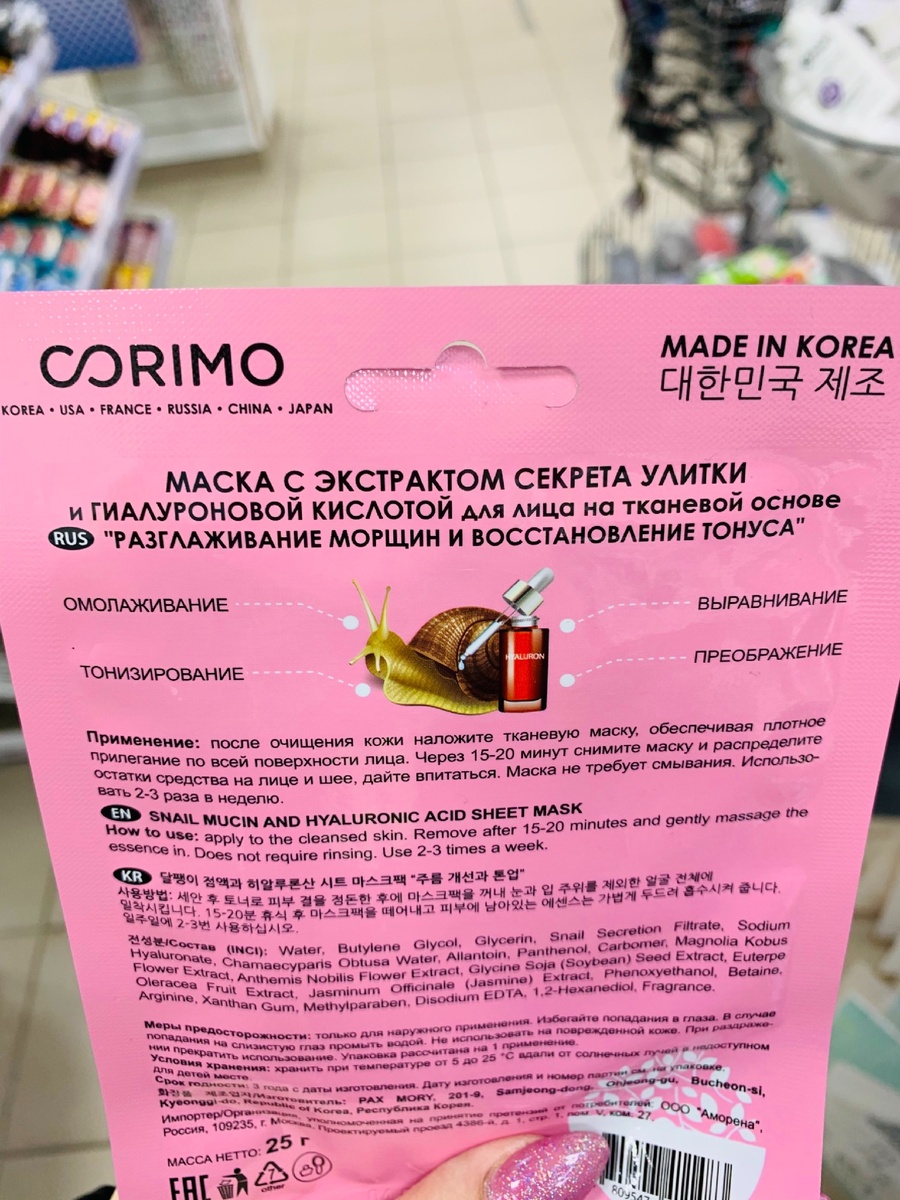 CORIMO
KOREA • USA • FRANCE • RUSSIA • CHINA • JAPAN
MADE IN KOREA
대한민국 제조
МАСКА С ЭКСТРАКТОМ СЕКРЕТА УЛИТКИ
и ГИАЛУРОНОВОЙ КИСЛОТОЙ для лица на тканевой основе
RUS "РАЗГЛАЖИВАНИЕ МОРЩИН И ВОССТАНОВЛЕНИЕ ТОНУСА"
ОМОЛАЖИВАНИЕ
ТОНИЗИРОВАНИЕ
ВЫРАВНИВАНИЕ
ПРЕОБРАЖЕНИЕ
HYALURON
Применение: после очищения кожи наложите тканевую маску, обеспечивая плотное
прилегание по всей поверхности лица. Через 15-20 минут снимите маску и распределите
остатки средства на лице и шее, дайте впитаться. Маска не требует смывания. Использо-
вать 2-3 раза в неделю.
EN SNAIL MUCIN AND HYALURONIC ACID SHEET MASK
How to use: apply to the cleansed skin. Remove after 15-20 minutes and gently massage the
essence in. Does not require rinsing. Use 2-3 times a week.
KR 달팽이 점액과 히알루론산 시트 마스크팩 "주름 개선과 톤업"
사용방법: 세안 후 토너로 피부 결을 정돈한 후에 마스크팩을 꺼내 눈과 입 주위를 제외한 얼굴 전체에
밀착시킵니다. 15-20분 휴식 후 마스크팩을 떼어내고 피부에 남아있는 에센스는 가볍게 두드려 흡수시켜 줍니다.
일주일에 2-3번 사용하십시오.
전성분/Состав (INCI): Water, Butylene Glycol, Glycerin, Snail Secretion Filtrate, Sodium
Hyaluronate, Chamaecyparis Obtusa Water, Allantoin, Panthenol, Carbomer, Magnolia Kobus
Flower Extract, Anthemis Nobilis Flower Extract, Glycine Soja (Soybean) Seed Extract, Euterpe
Oleracea Fruit Extract, Jasminum Officinale (Jasmine) Extract, Phenoxyethanol, Betaine,
Arginine, Xanthan Gum, Methylparaben, Disodium EDTA, 1,2-Hexanediol, Fragrance.
Меры предосторожности: только для наружного применения. Избегайте попадания в глаза. В случае
попадания на слизистую глаз промыть водой. Не использовать на поврежденной коже. При раздраже-
нии прекратить использование. Упаковка рассчитана на 1 применение.
Условия хранения: хранить при температуре от 5 до 25 °C вдали от солнечных лучей в недоступном
для детей месте.
Срок годности: 3 года с даты изготовления. Дату изготовления и номер партии см. на упаковке.
화장품 제조업자/Изготовитель: PAX MORY, 201-9, Samjeong-dong, Ohjeong-gu, Bucheon-si,
Kyeonggi-do, Republic of Korea, Республика Корея.
Импортер/Организация, уполномоченная на принятие претензий от потребителей: ООО "Аморена",
Россия, 109235, г. Москва, Проектируемый проезд 4386-й, д. 1, стр. 1, пом. V, ком. 27,
МАССА НЕТТО: 25 г
EAC
7
other